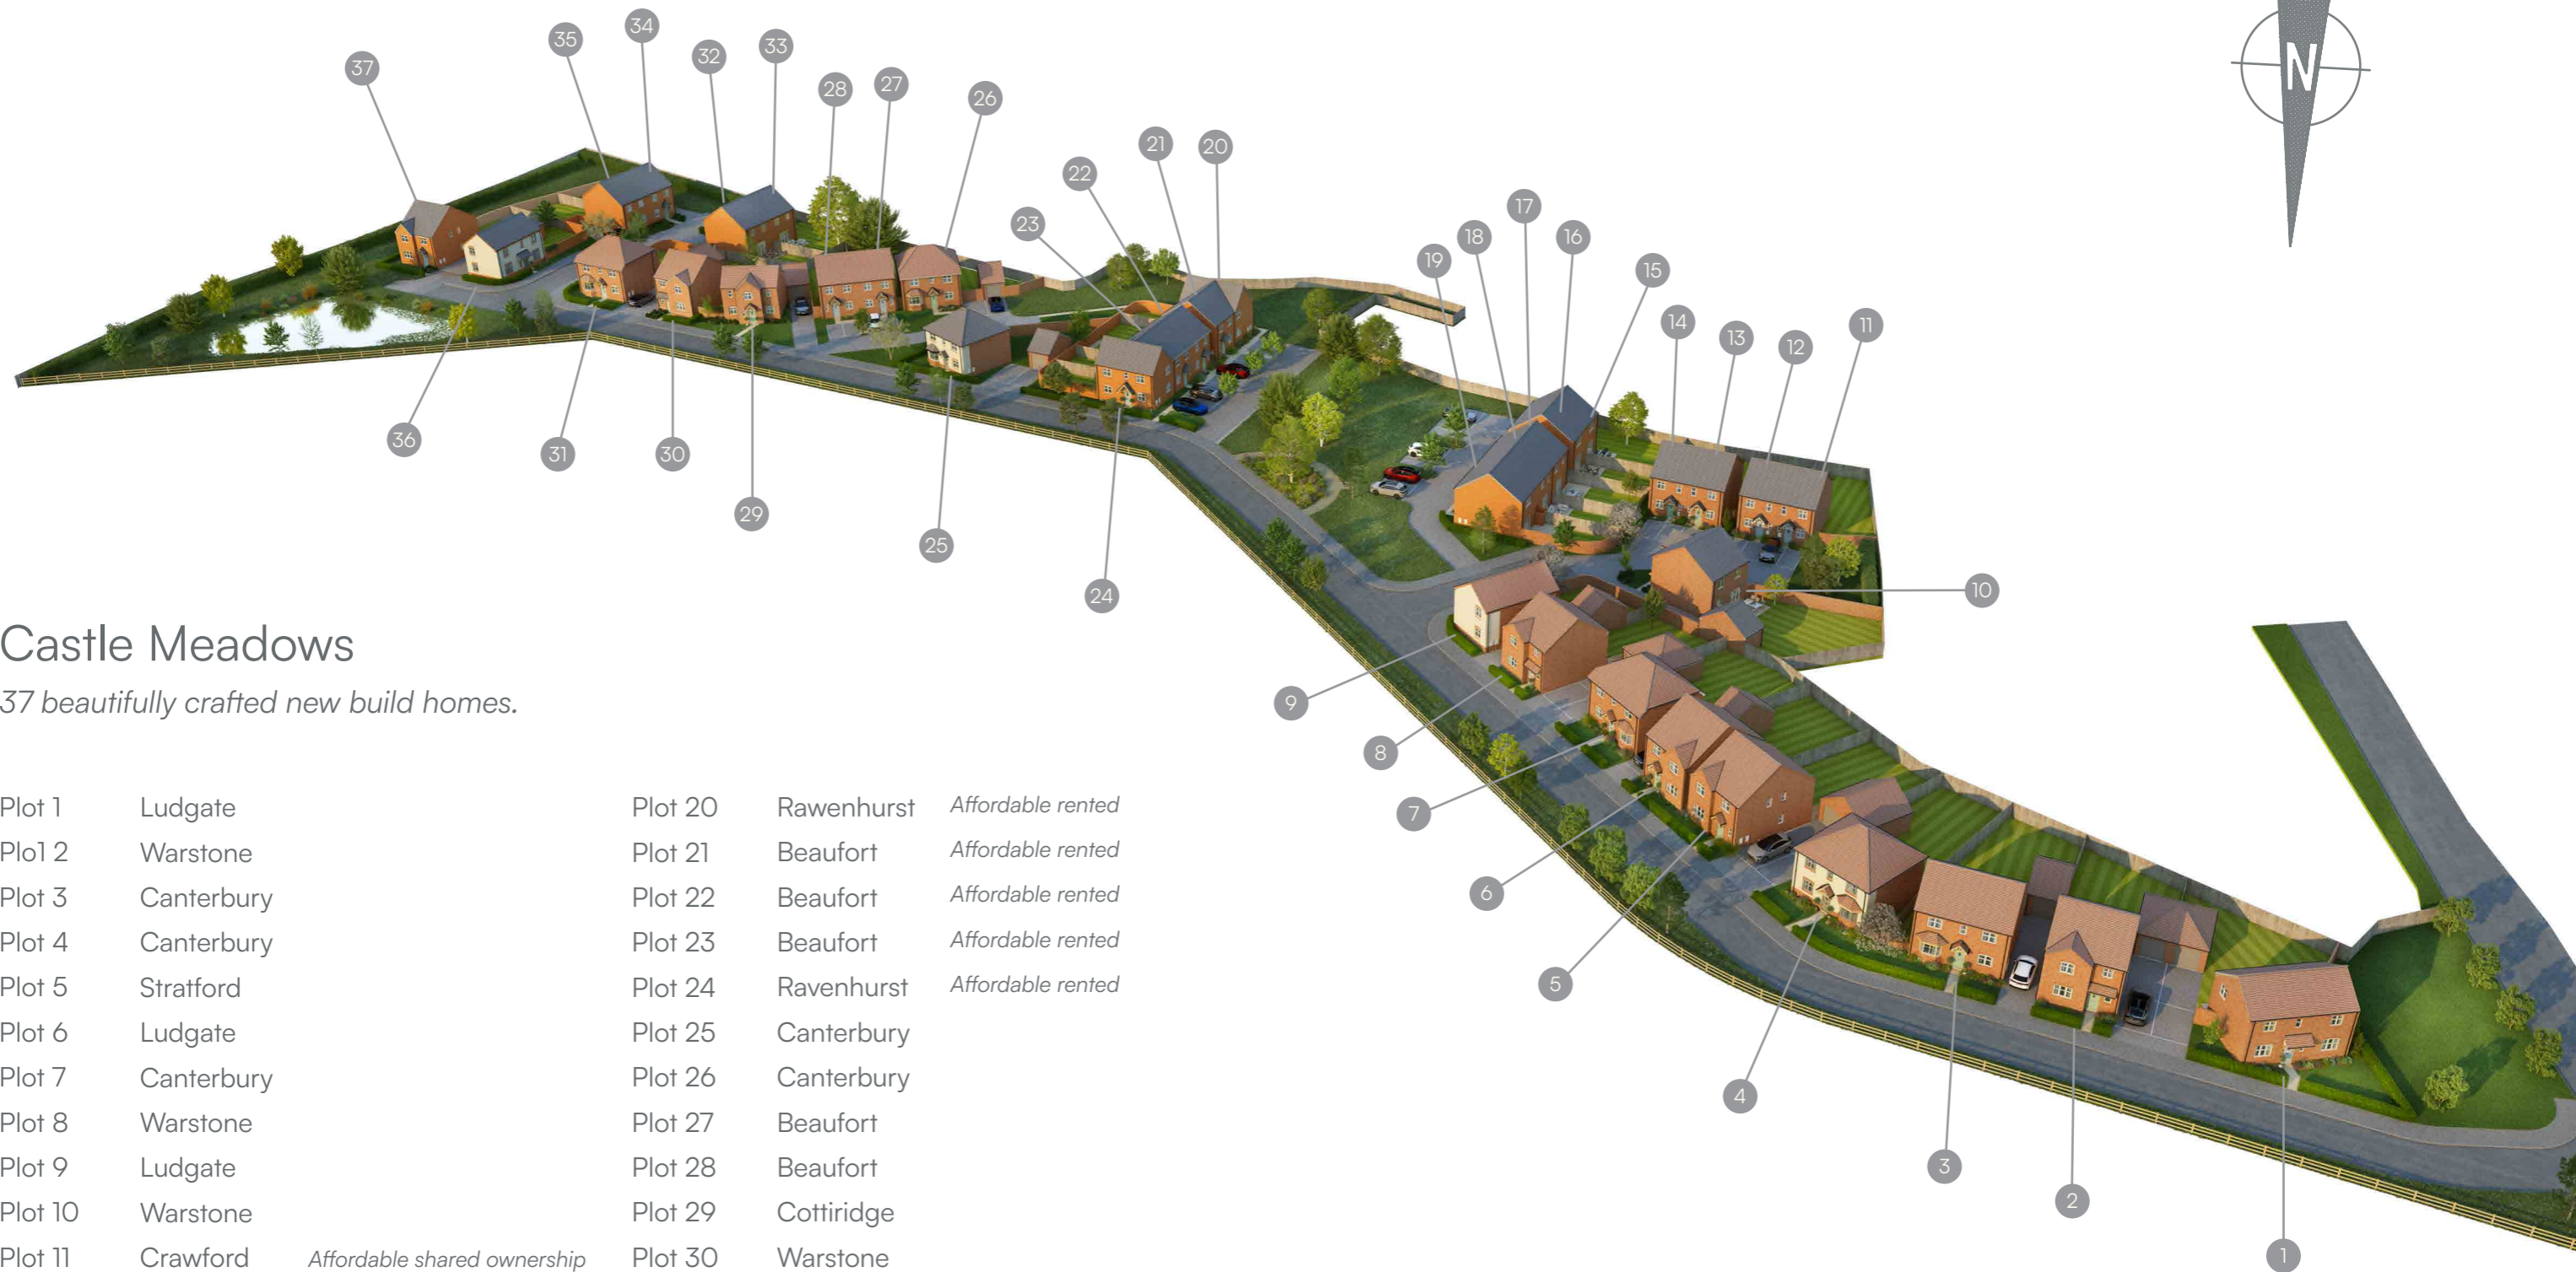 N
34
35
33
32
37
27
28
26
21
20
22
17
23
16
18
19
15
14
11
13
12
36
31
30
29
25
10
24
9
8
7
6
5
4
3
2
1
Castle Meadows
37 beautifully crafted new build homes.
Plot 1 Ludgate
Plo1 2 Warstone
Plot 3 Canterbury
Plot 4 Canterbury
Plot 5 Stratford
Plot 6 Ludgate
Plot 7 Canterbury
Plot 8 Warstone
Plot 9 Ludgate
Plot 10 Warstone
Plot 11 Crawford Affordable shared ownership
Plot 20 Rawenhurst Affordable rented
Plot 21 Beaufort Affordable rented
Plot 22 Beaufort Affordable rented
Plot 23 Beaufort Affordable rented
Plot 24 Ravenhurst Affordable rented
Plot 25 Canterbury
Plot 26 Canterbury
Plot 27 Beaufort
Plot 28 Beaufort
Plot 29 Cottiridge
Plot 30 Warstone